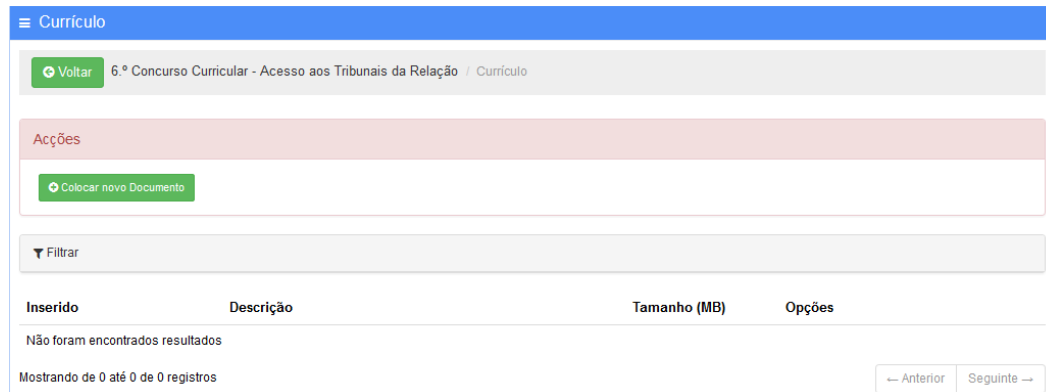 ≡ Currículo
Voltar 6.º Concurso Curricular - Acesso aos Tribunais da Relação / Currículo
Acções
Colocar novo Documento
Filtrar
Inserido Descrição Tamanho (MB) Opções
Não foram encontrados resultados
Mostrando de 0 até 0 de 0 registros ← Anterior Seguinte →